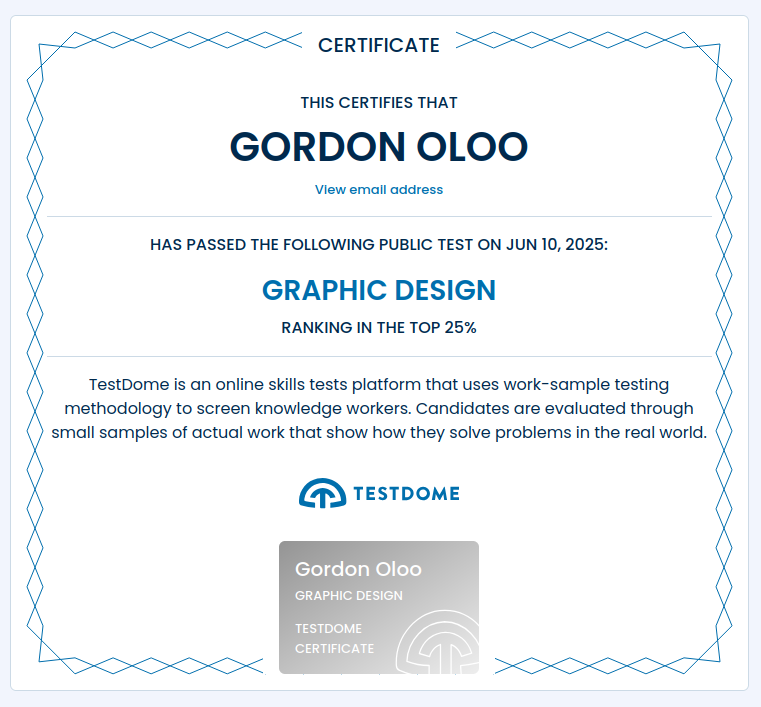 CERTIFICATE
THIS CERTIFIES THAT
GORDON OLOO
View email address
HAS PASSED THE FOLLOWING PUBLIC TEST ON JUN 10, 2025:
GRAPHIC DESIGN
RANKING IN THE TOP 25%
TestDome is an online skills tests platform that uses work-sample testing
methodology to screen knowledge workers. Candidates are evaluated through
small samples of actual work that show how they solve problems in the real world.
TESTDOME
Gordon Oloo
GRAPHIC DESIGN
TESTDOME
CERTIFICATE